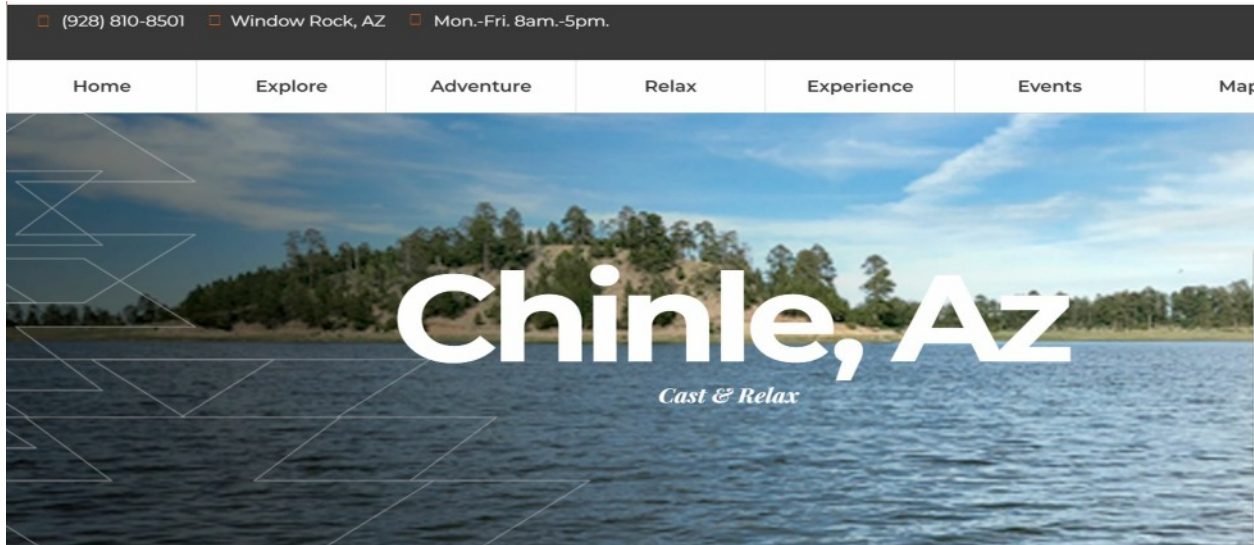 (928) 810-8501 Window Rock, AZ Mon.-Fri. 8am.-5pm.
Home Explore Adventure Relax Experience Events Map
Chinle, Az
Cast & Relax